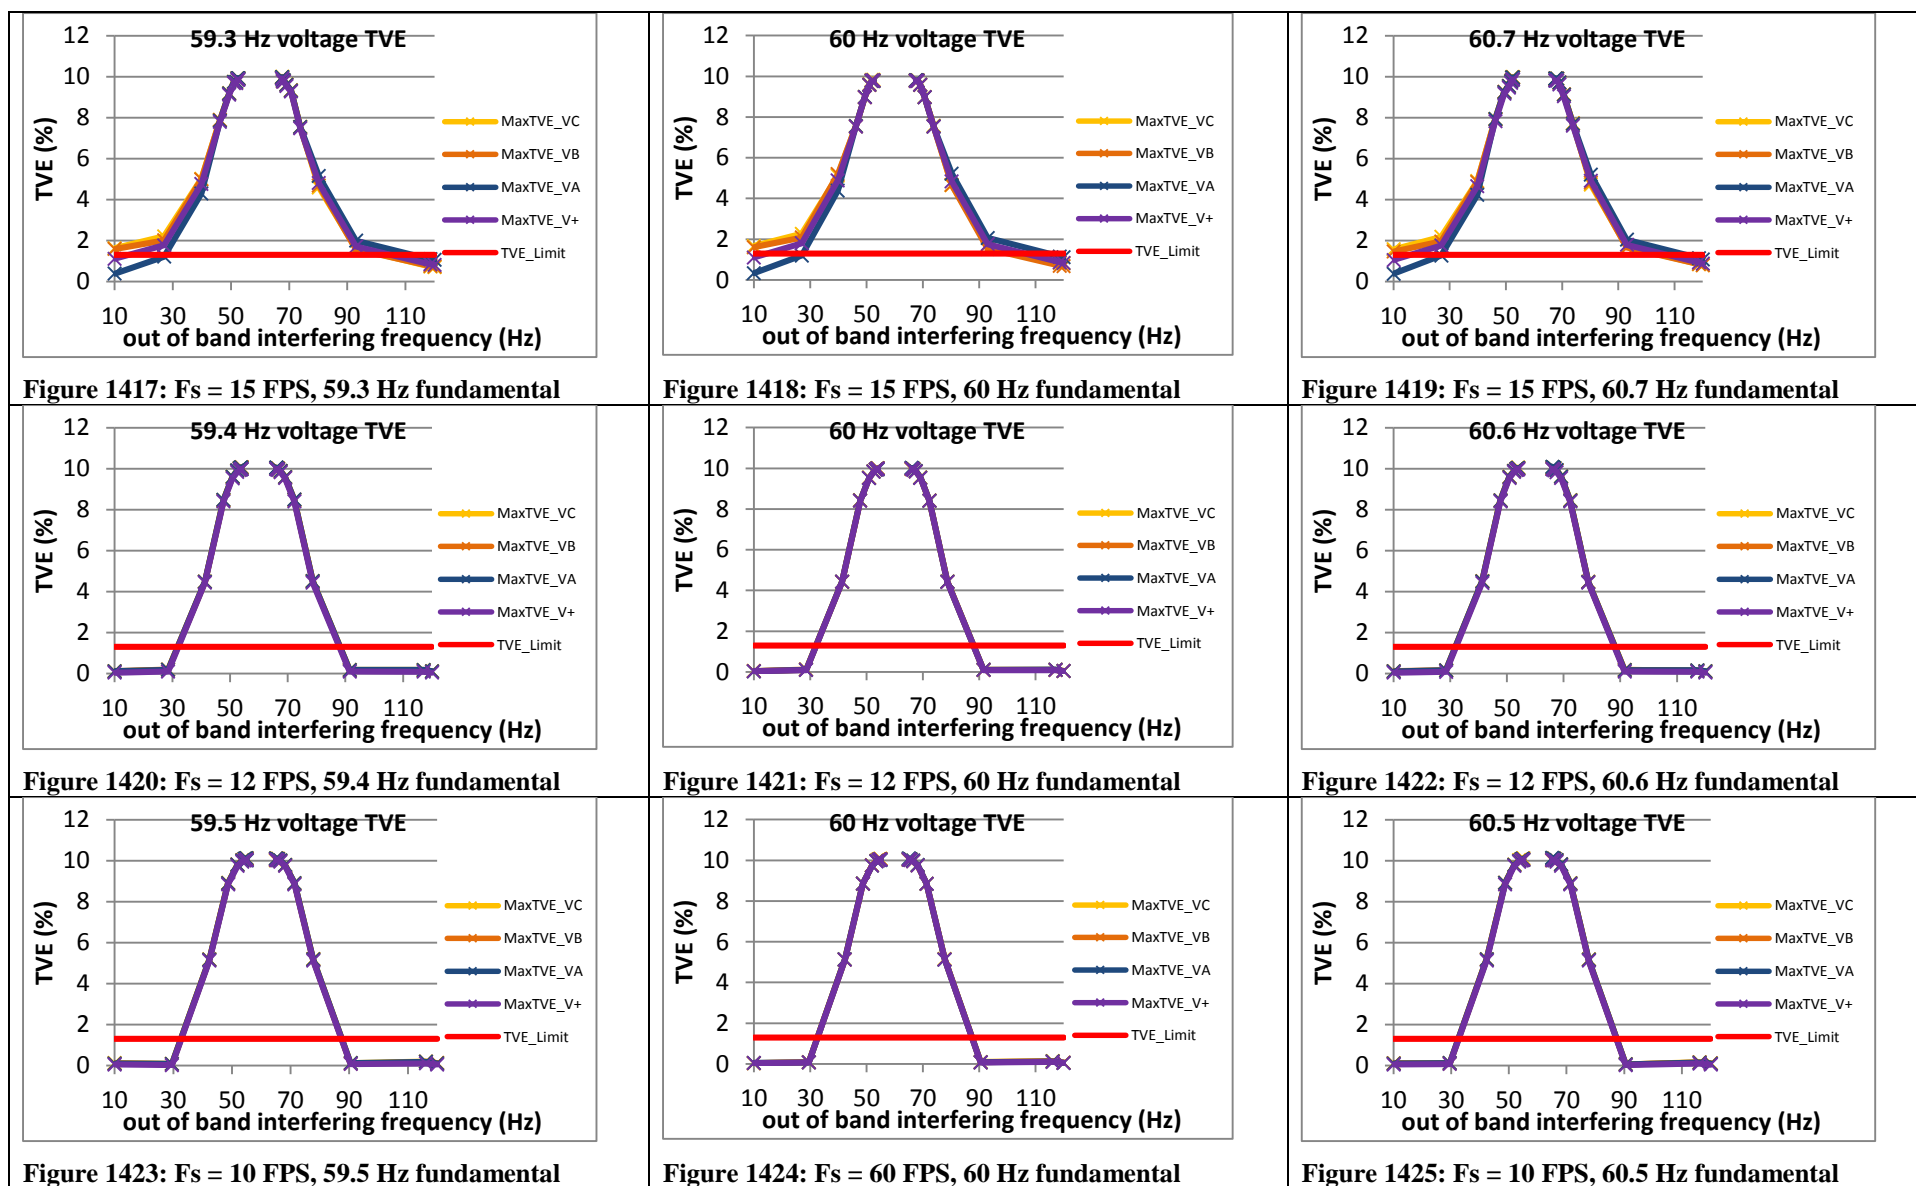 59.3 Hz voltage TVE
12
10
8
6
4
2
0
TVE (%)
10 30 50 70 90 110
out of band interfering frequency (Hz)
MaxTVE_VC
MaxTVE_VB
MaxTVE_VA
MaxTVE_V+
TVE_Limit
Figure 1417: Fs = 15 FPS, 59.3 Hz fundamental
60 Hz voltage TVE
12
10
8
6
4
2
0
TVE (%)
10 30 50 70 90 110
out of band interfering frequency (Hz)
MaxTVE_VC
MaxTVE_VB
MaxTVE_VA
MaxTVE_V+
TVE_Limit
Figure 1418: Fs = 15 FPS, 60 Hz fundamental
60.7 Hz voltage TVE
12
10
8
6
4
2
0
TVE (%)
10 30 50 70 90 110
out of band interfering frequency (Hz)
MaxTVE_VC
MaxTVE_VB
MaxTVE_VA
MaxTVE_V+
TVE_Limit
Figure 1419: Fs = 15 FPS, 60.7 Hz fundamental
59.4 Hz voltage TVE
12
10
8
6
4
2
0
TVE (%)
10 30 50 70 90 110
out of band interfering frequency (Hz)
MaxTVE_VC
MaxTVE_VB
MaxTVE_VA
MaxTVE_V+
TVE_Limit
Figure 1420: Fs = 12 FPS, 59.4 Hz fundamental
60 Hz voltage TVE
12
10
8
6
4
2
0
TVE (%)
10 30 50 70 90 110
out of band interfering frequency (Hz)
MaxTVE_VC
MaxTVE_VB
MaxTVE_VA
MaxTVE_V+
TVE_Limit
Figure 1421: Fs = 12 FPS, 60 Hz fundamental
60.6 Hz voltage TVE
12
10
8
6
4
2
0
TVE (%)
10 30 50 70 90 110
out of band interfering frequency (Hz)
MaxTVE_VC
MaxTVE_VB
MaxTVE_VA
MaxTVE_V+
TVE_Limit
Figure 1422: Fs = 12 FPS, 60.6 Hz fundamental
59.5 Hz voltage TVE
12
10
8
6
4
2
0
TVE (%)
10 30 50 70 90 110
out of band interfering frequency (Hz)
MaxTVE_VC
MaxTVE_VB
MaxTVE_VA
MaxTVE_V+
TVE_Limit
Figure 1423: Fs = 10 FPS, 59.5 Hz fundamental
60 Hz voltage TVE
12
10
8
6
4
2
0
TVE (%)
10 30 50 70 90 110
out of band interfering frequency (Hz)
MaxTVE_VC
MaxTVE_VB
MaxTVE_VA
MaxTVE_V+
TVE_Limit
Figure 1424: Fs = 60 FPS, 60 Hz fundamental
60.5 Hz voltage TVE
12
10
8
6
4
2
0
TVE (%)
10 30 50 70 90 110
out of band interfering frequency (Hz)
MaxTVE_VC
MaxTVE_VB
MaxTVE_VA
MaxTVE_V+
TVE_Limit
Figure 1425: Fs = 10 FPS, 60.5 Hz fundamental